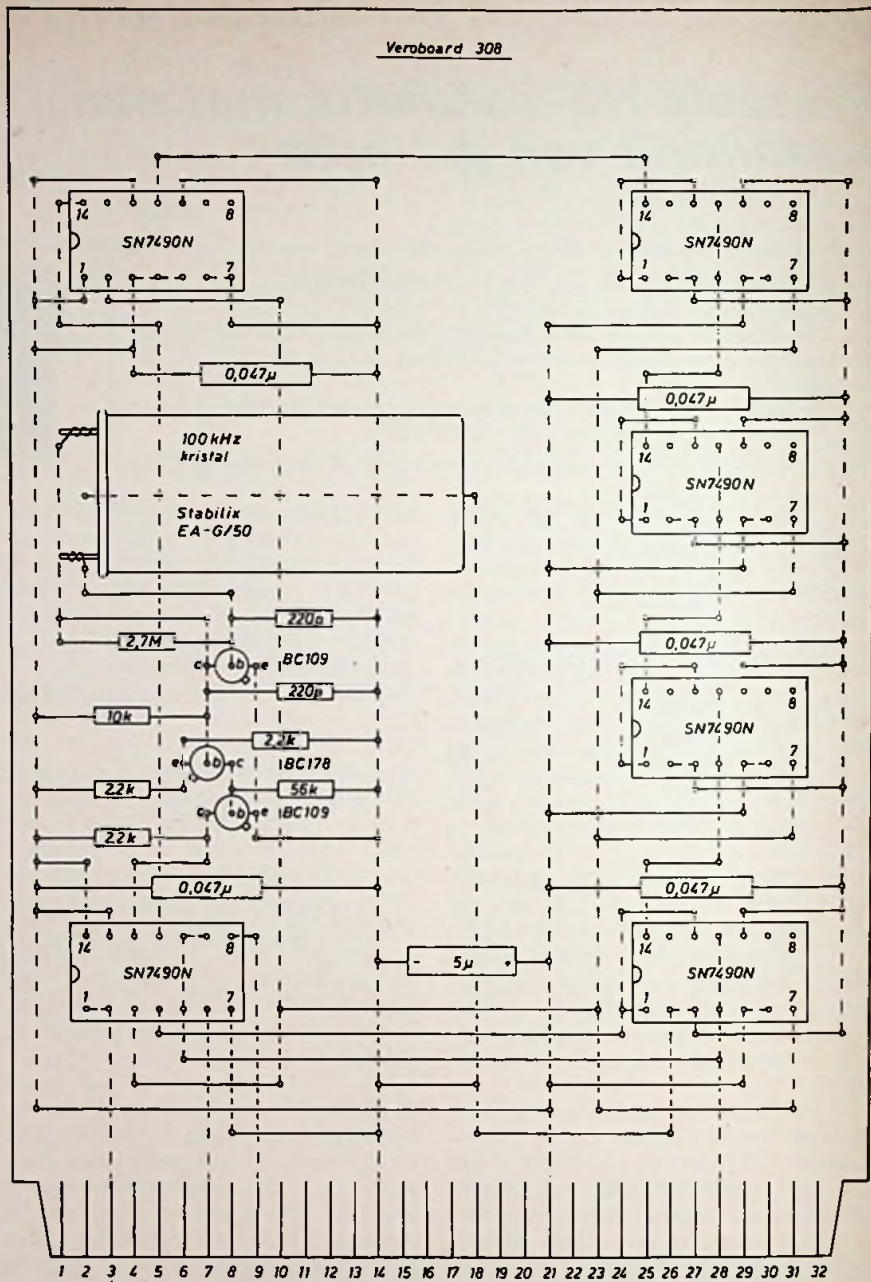 Veroboard 308
14 8
SN7490N
1 7
14 8
SN7490N
1 7
0,047µ
0,047µ
100kHz
kristal
Stabilix
EA-G/50
14 8
SN7490N
1 7
220p
2,7M
0,047µ
c b e BC109
220p
10k
14 8
SN7490N
1 7
2,2k
e b c BC178
22k
56k
c b e BC109
2,2k
0,047µ
0,047µ
14 8
SN7490N
1 7
- 5µ +
14 8
SN7490N
1 7
1 2 3 4 5 6 7 8 9 10 11 12 13 14 15 16 17 18 19 20 21 22 23 24 25 26 27 28 29 30 31 32